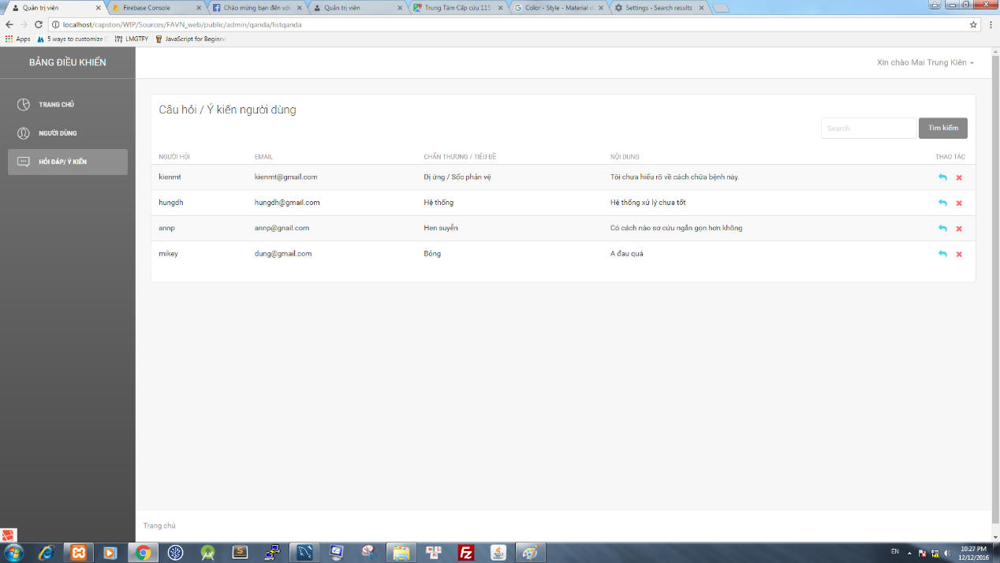 Quản trị viên
Firebase Console
Chào mừng bạn đến với
Quản trị viên
Trung Tâm Cấp cứu 115
Color - Style - Material d
Settings - Search results
localhost/capston/WIP/Sources/FAVN_web/public/admin/qanda/listqanda
Apps
5 ways to customize
LMGTFY
JavaScript for Beginne
BẢNG ĐIỀU KHIỂN
Xin chào Mai Trung Kiên
TRANG CHỦ
NGƯỜI DÙNG
HỎI ĐÁP/ Ý KIẾN
Câu hỏi / Ý kiến người dùng
Search
Tìm kiếm
NGƯỜI HỎI EMAIL CHẤN THƯƠNG / TIÊU ĐỀ NỘI DUNG THAO TÁC
kienmt kienmt@gmail.com Dị ứng / Sốc phản vệ Tôi chưa hiểu rõ về cách chữa bệnh này.
hungdh hungdh@gmail.com Hệ thống Hệ thống xử lý chưa tốt
annp annp@gnail.com Hen suyễn Có cách nào sơ cứu ngắn gọn hơn không
mikey dung@gmail.com Bỏng A đau quá
Trang chủ
EN
10:27 PM
12/12/2016